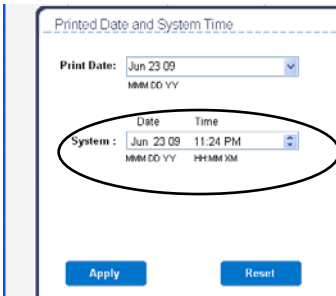 Printed Date and System Time
Print Date: Jun 23 09
MMM DD YY
Date Time
System : Jun 23 09 11:24 PM
MMM DD YY HH:MM XM
Apply Reset